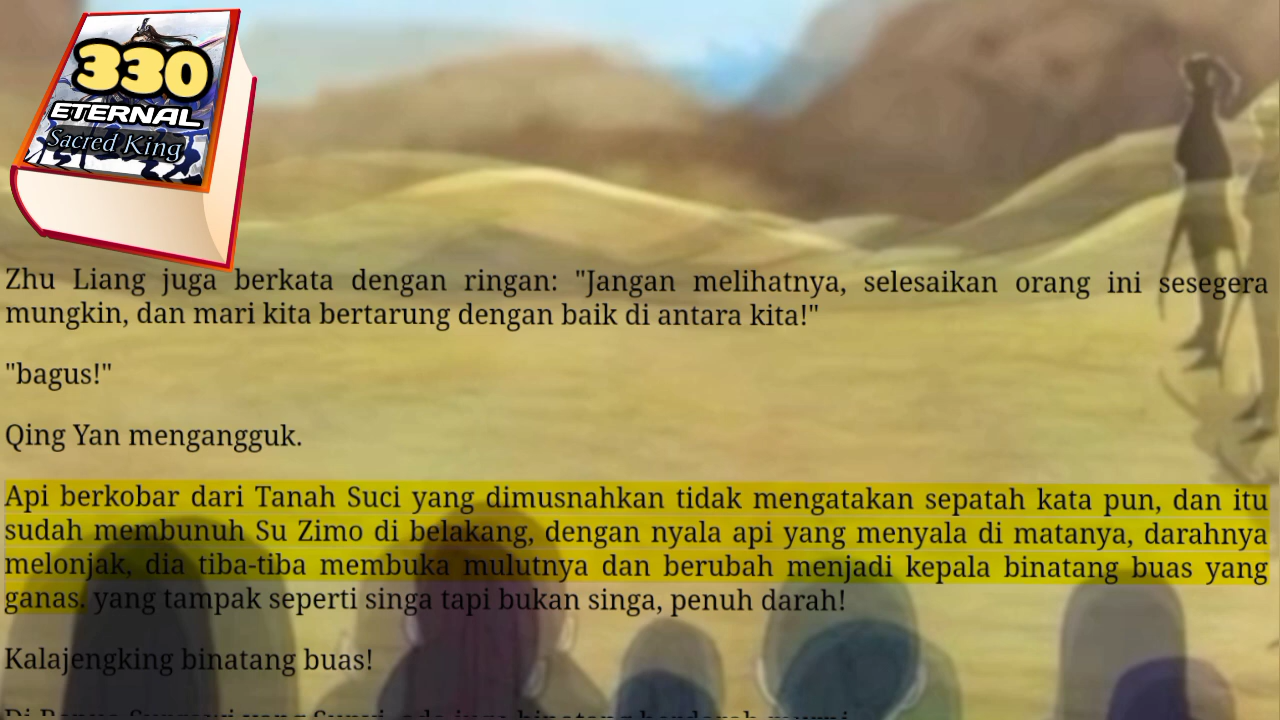 330
ETERNAL
Sacred King
Zhu Liang juga berkata dengan ringan: "Jangan melihatnya, selesaikan orang ini sesegera
mungkin, dan mari kita bertarung dengan baik di antara kita!"
"bagus!"
Qing Yan mengangguk.
Api berkobar dari Tanah Suci yang dimusnahkan tidak mengatakan sepatah kata pun, dan itu
sudah membunuh Su Zimo di belakang, dengan nyala api yang menyala di matanya, darahnya
melonjak, dia tiba-tiba membuka mulutnya dan berubah menjadi kepala binatang buas yang
ganas. yang tampak seperti singa tapi bukan singa, penuh darah!
Kalajengking binatang buas!